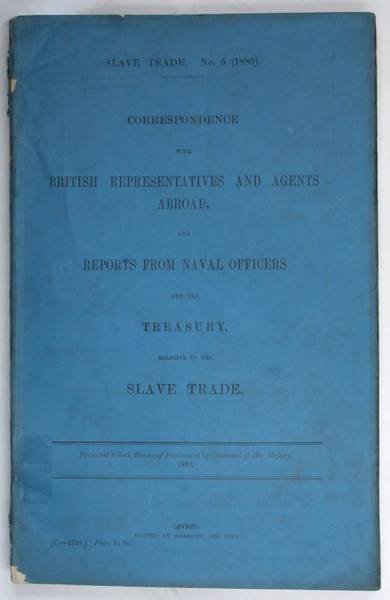 SLAVE TRADE. No. 5 (1880).
CORRESPONDENCE
WITH
BRITISH REPRESENTATIVES AND AGENTS
ABROAD,
AND
REPORTS FROM NAVAL OFFICERS
AND THE
TREASURY,
RELATIVE TO THE
SLAVE TRADE.
Presented to both Houses of Parliament by Command of Her Majesty.
1880.
LONDON:
PRINTED BY HARRISON AND SONS.
[C.—2720.] Price